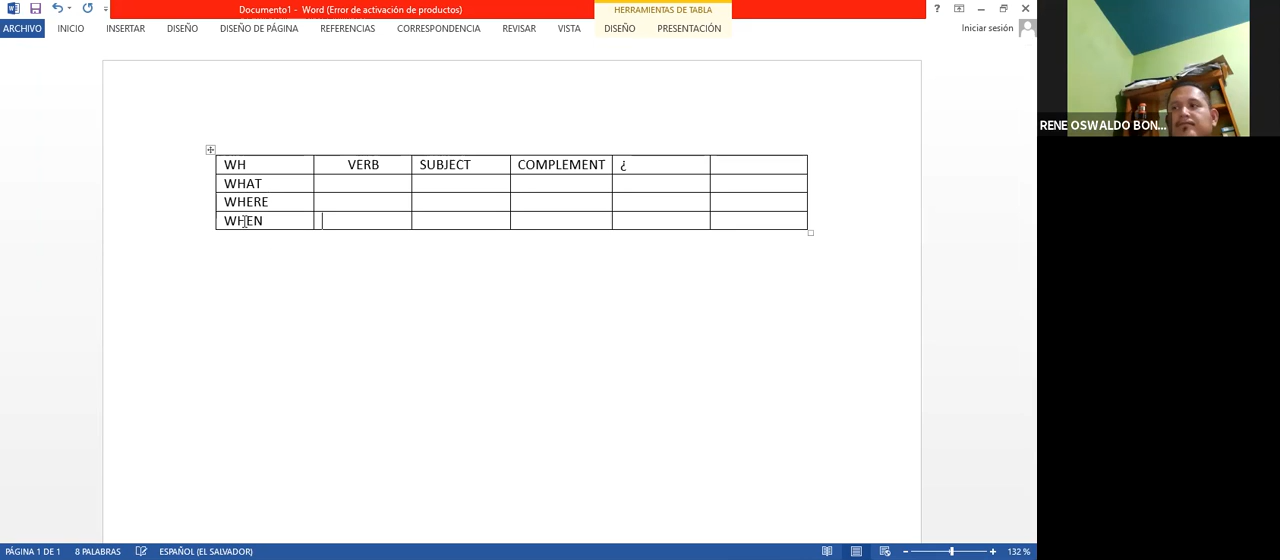 Documento1 - Word (Error de activación de productos)
HERRAMIENTAS DE TABLA
?
ARCHIVO INICIO INSERTAR DISEÑO DISEÑO DE PÁGINA REFERENCIAS CORRESPONDENCIA REVISAR VISTA DISEÑO PRESENTACIÓN Iniciar sesión
RENE OSWALDO BON...
WH VERB SUBJECT COMPLEMENT ¿
WHAT
WHERE
WHEN
PÁGINA 1 DE 1 8 PALABRAS ESPAÑOL (EL SALVADOR) 132 %